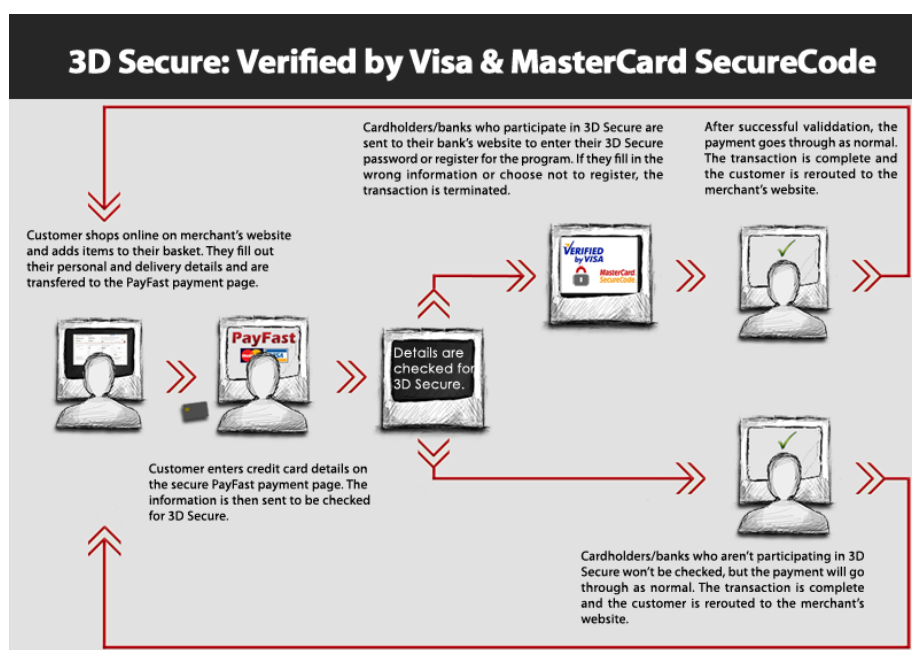 3D Secure: Verified by Visa & MasterCard SecureCode
Cardholders/banks who participate in 3D Secure are
sent to their bank's website to enter their 3D Secure
password or register for the program. If they fill in the
wrong information or choose not to register, the
transaction is terminated.
After successful validdation, the
payment goes through as normal.
The transaction is complete and
the customer is rerouted to the
merchant's website.
Customer shops online on merchant's website
and adds items to their basket. They fill out
their personal and delivery details and are
transfered to the PayFast payment page.
VERIFIED
by VISA
MasterCard
SecureCode
PayFast
MasterCard
VISA
Details are
checked for
3D Secure.
Customer enters credit card details on
the secure PayFast payment page. The
information is then sent to be checked
for 3D Secure.
Cardholders/banks who aren't participating in 3D
Secure won't be checked, but the payment will go
through as normal. The transaction is complete
and the customer is rerouted to the merchant's
website.